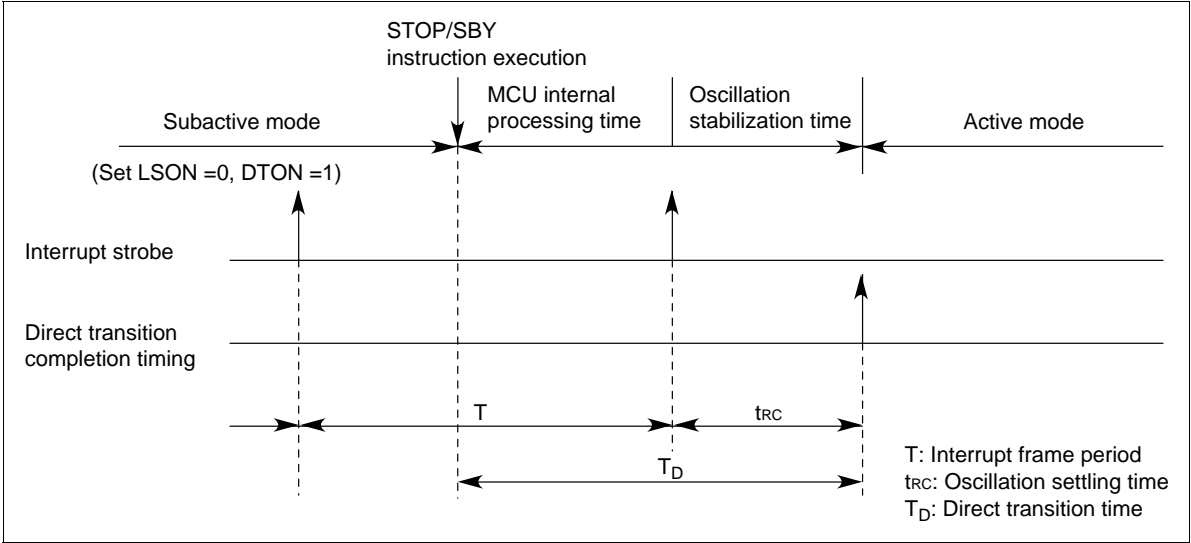 STOP/SBY
instruction execution
MCU internal
processing time
Oscillation
stabilization time
Subactive mode
Active mode
(Set LSON =0, DTON =1)
Interrupt strobe
Direct transition
completion timing
T
tRC
TD
T: Interrupt frame period
tRC: Oscillation settling time
TD: Direct transition time